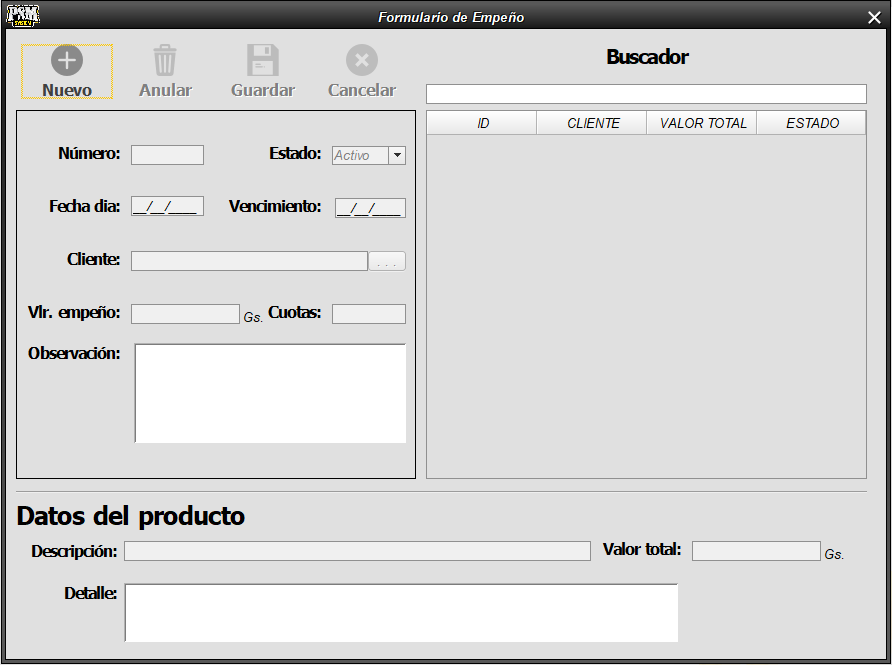 PXM
SYSTEM
Formulario de Empeño
Nuevo Anular Guardar Cancelar
Buscador
ID CLIENTE VALOR TOTAL ESTADO
Número: Estado: Activo
Fecha dia: __/__/____ Vencimiento: __/__/____
Cliente: ...
Vlr. empeño: Gs. Cuotas:
Observación:
Datos del producto
Descripción: Valor total: Gs.
Detalle: